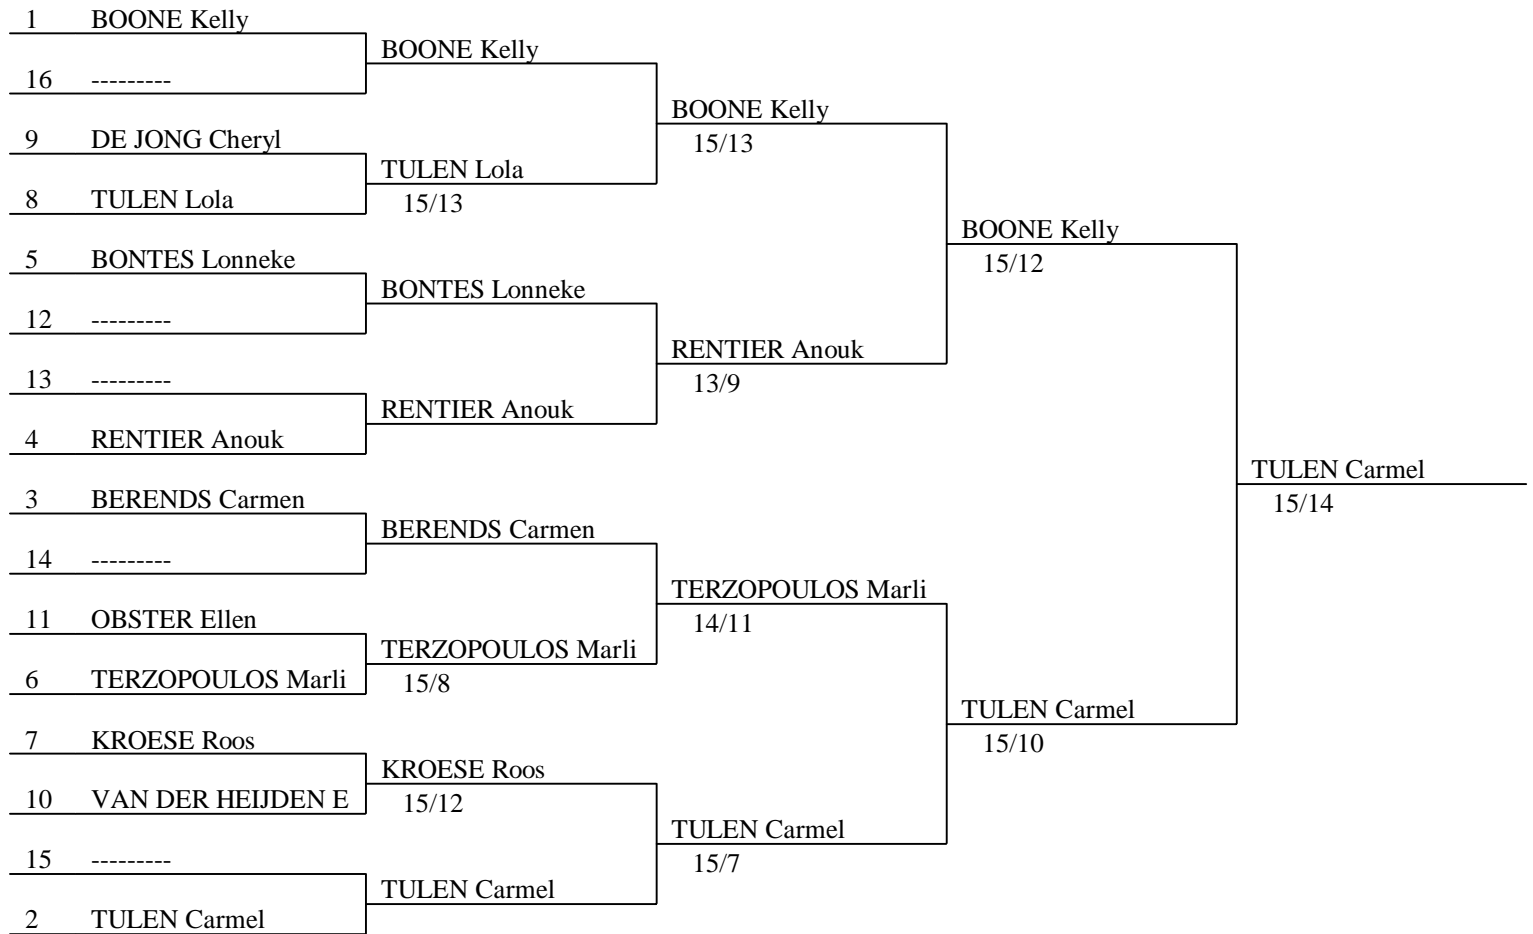 1 BOONE Kelly
16 ---------
9 DE JONG Cheryl
8 TULEN Lola
5 BONTES Lonneke
12 ---------
13 ---------
4 RENTIER Anouk
3 BERENDS Carmen
14 ---------
11 OBSTER Ellen
6 TERZOPOULOS Marli
7 KROESE Roos
10 VAN DER HEIJDEN E
15 ---------
2 TULEN Carmel
BOONE Kelly
TULEN Lola
15/13
BONTES Lonneke
RENTIER Anouk
BERENDS Carmen
TERZOPOULOS Marli
15/8
KROESE Roos
15/12
TULEN Carmel
BOONE Kelly
15/13
RENTIER Anouk
13/9
TERZOPOULOS Marli
14/11
TULEN Carmel
15/7
BOONE Kelly
15/12
TULEN Carmel
15/10
TULEN Carmel
15/14